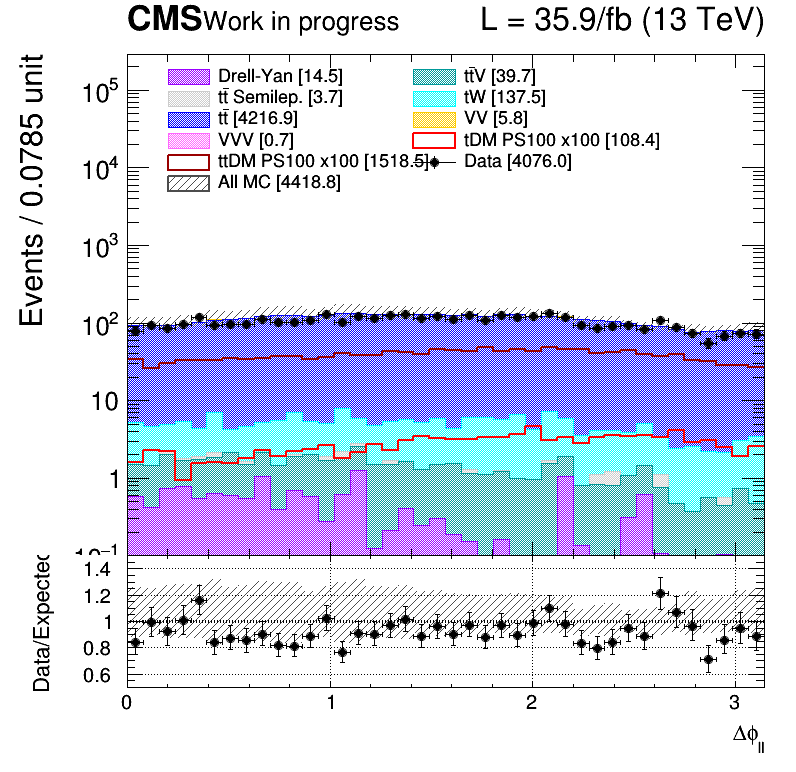 CMS Work in progress L = 35.9/fb (13 TeV)
Events / 0.0785 unit
Drell-Yan [14.5] tt̄V [39.7]
tt̄ Semilep. [3.7] tW [137.5]
tt̄ [4216.9] VV [5.8]
VVV [0.7] tDM PS100 x100 [108.4]
ttDM PS100 x100 [1518.5] Data [4076.0]
All MC [4418.8]
10⁵
10⁴
10³
10²
10
1
10⁻¹
Data/Expected
1.4
1.2
1
0.8
0.6
0 1 2 3
Δϕ_ll